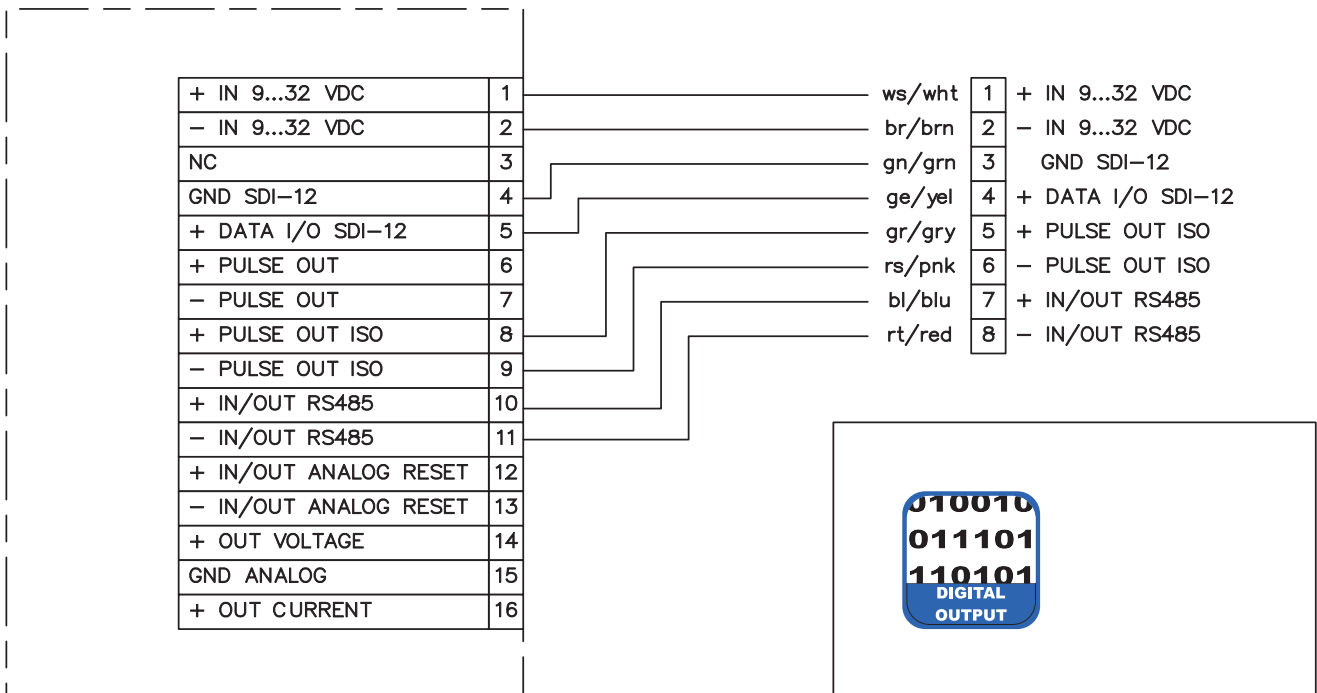 + IN 9...32 VDC 1
− IN 9...32 VDC 2
NC 3
GND SDI−12 4
+ DATA I/O SDI−12 5
+ PULSE OUT 6
− PULSE OUT 7
+ PULSE OUT ISO 8
− PULSE OUT ISO 9
+ IN/OUT RS485 10
− IN/OUT RS485 11
+ IN/OUT ANALOG RESET 12
− IN/OUT ANALOG RESET 13
+ OUT VOLTAGE 14
GND ANALOG 15
+ OUT CURRENT 16
ws/wht 1 + IN 9...32 VDC
br/brn 2 − IN 9...32 VDC
gn/grn 3 GND SDI−12
ge/yel 4 + DATA I/O SDI−12
gr/gry 5 + PULSE OUT ISO
rs/pnk 6 − PULSE OUT ISO
bl/blu 7 + IN/OUT RS485
rt/red 8 − IN/OUT RS485
010010
011101
110101
DIGITAL
OUTPUT